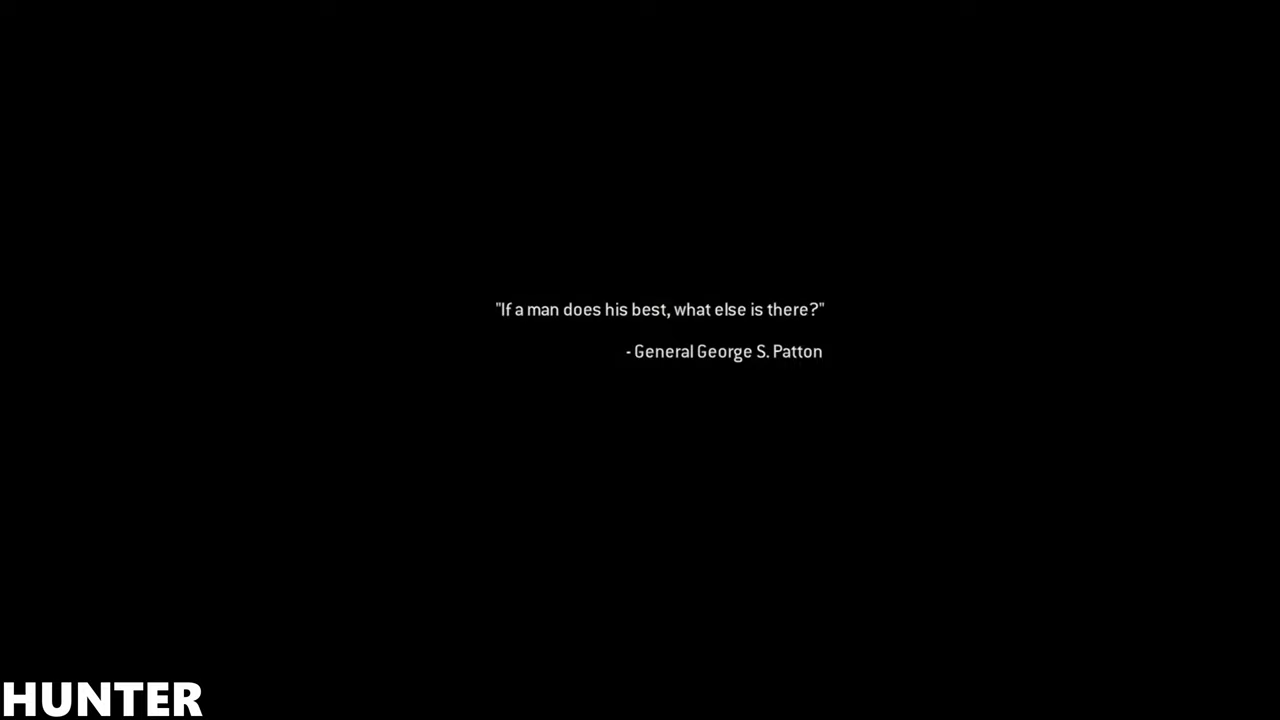 "If a man does his best, what else is there?"
- General George S. Patton
HUNTER